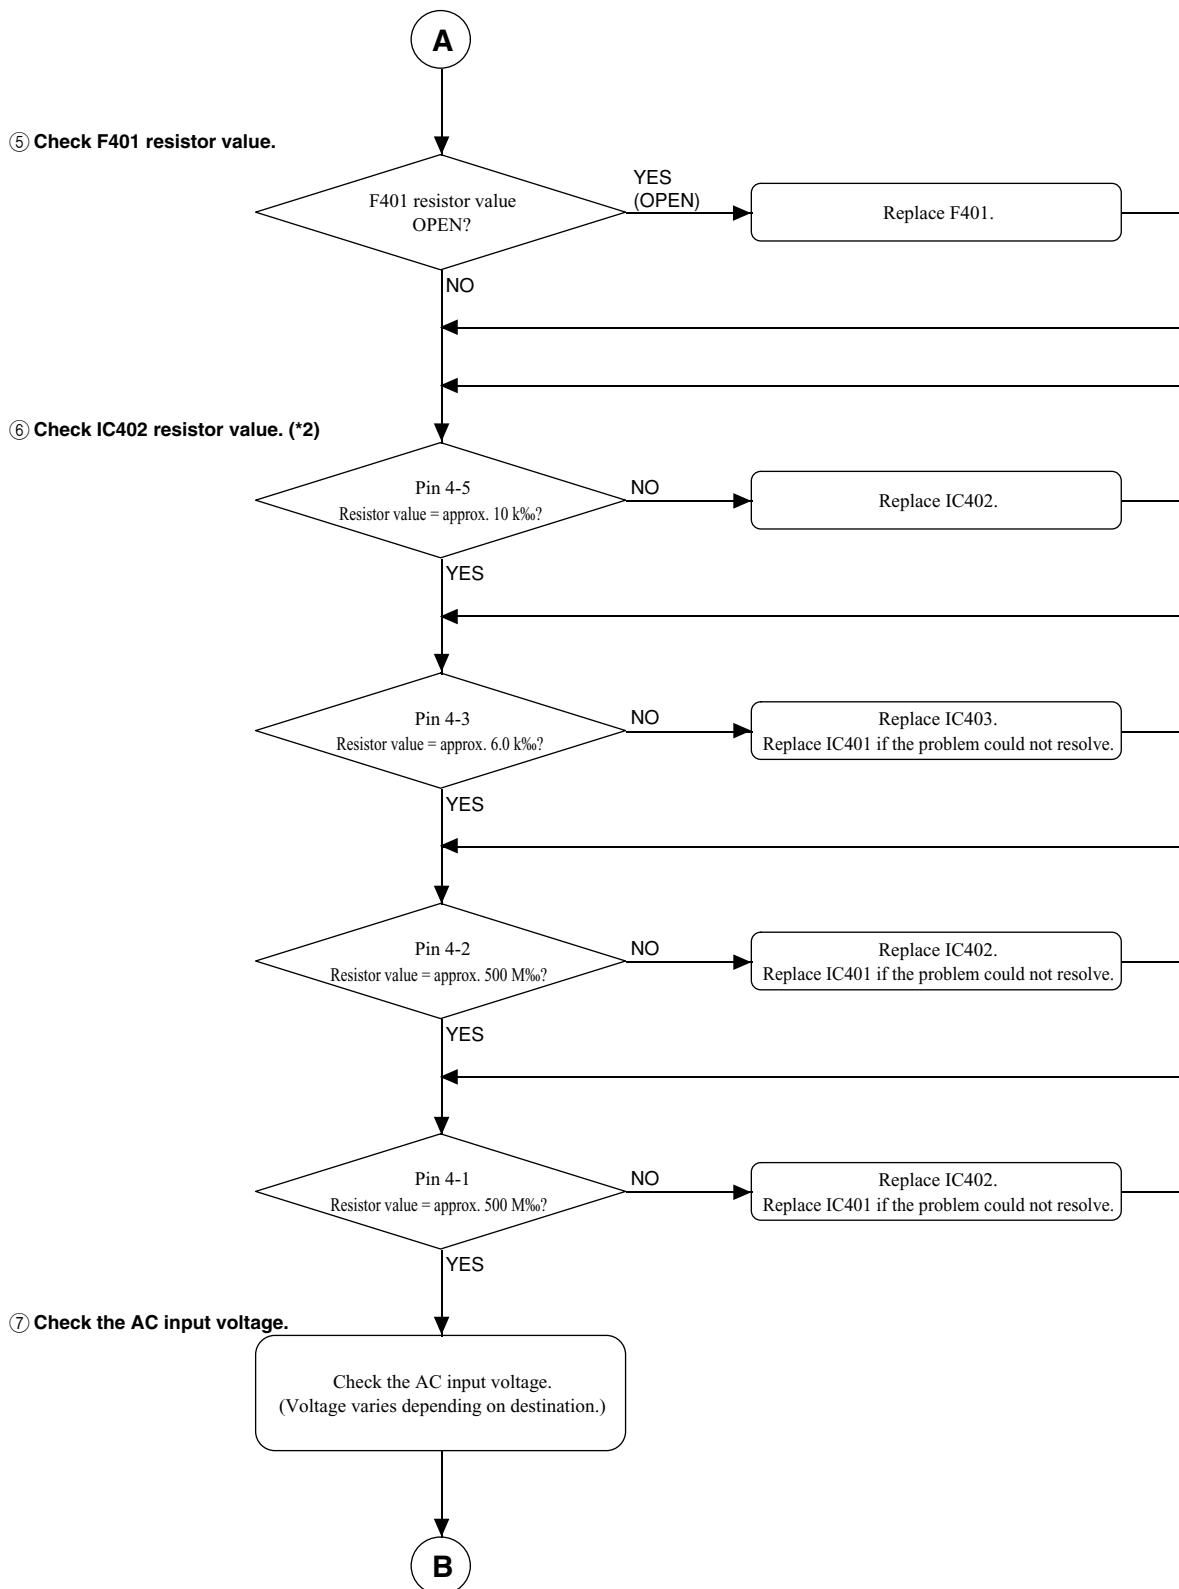 A
⑤ Check F401 resistor value.
F401 resistor value
OPEN?
YES
(OPEN)
Replace F401.
NO
⑥ Check IC402 resistor value. (*2)
Pin 4-5
Resistor value = approx. 10 k‰?
NO
Replace IC402.
YES
Pin 4-3
Resistor value = approx. 6.0 k‰?
NO
Replace IC403.
Replace IC401 if the problem could not resolve.
YES
Pin 4-2
Resistor value = approx. 500 M‰?
NO
Replace IC402.
Replace IC401 if the problem could not resolve.
YES
Pin 4-1
Resistor value = approx. 500 M‰?
NO
Replace IC402.
Replace IC401 if the problem could not resolve.
YES
⑦ Check the AC input voltage.
Check the AC input voltage.
(Voltage varies depending on destination.)
B